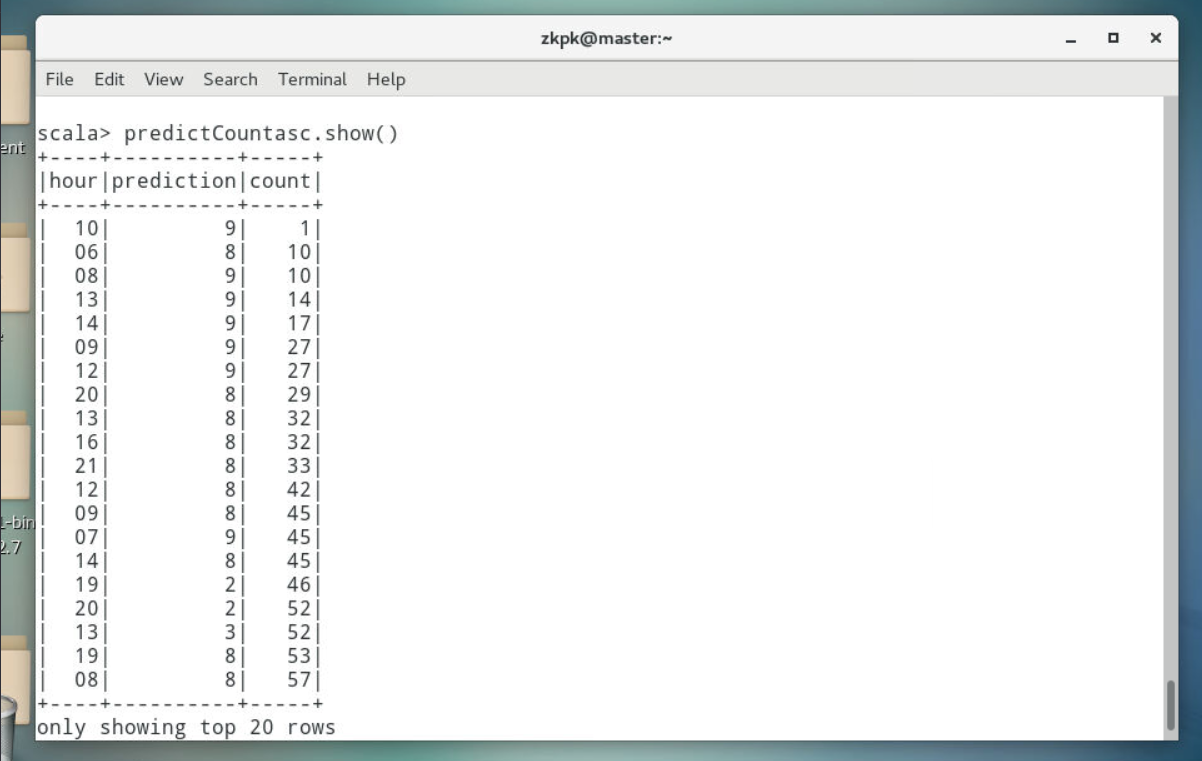 zkpk@master:~
File Edit View Search Terminal Help
scala> predictCountasc.show()
+----+----------+-----+
|hour|prediction|count|
+----+----------+-----+
|  10|         9|    1|
|  06|         8|   10|
|  08|         9|   10|
|  13|         9|   14|
|  14|         9|   17|
|  09|         9|   27|
|  12|         9|   27|
|  20|         8|   29|
|  13|         8|   32|
|  16|         8|   32|
|  21|         8|   33|
|  12|         8|   42|
|  09|         8|   45|
|  07|         9|   45|
|  14|         8|   45|
|  19|         2|   46|
|  20|         2|   52|
|  13|         3|   52|
|  19|         8|   53|
|  08|         8|   57|
+----+----------+-----+
only showing top 20 rows
ent
-bin
2.7